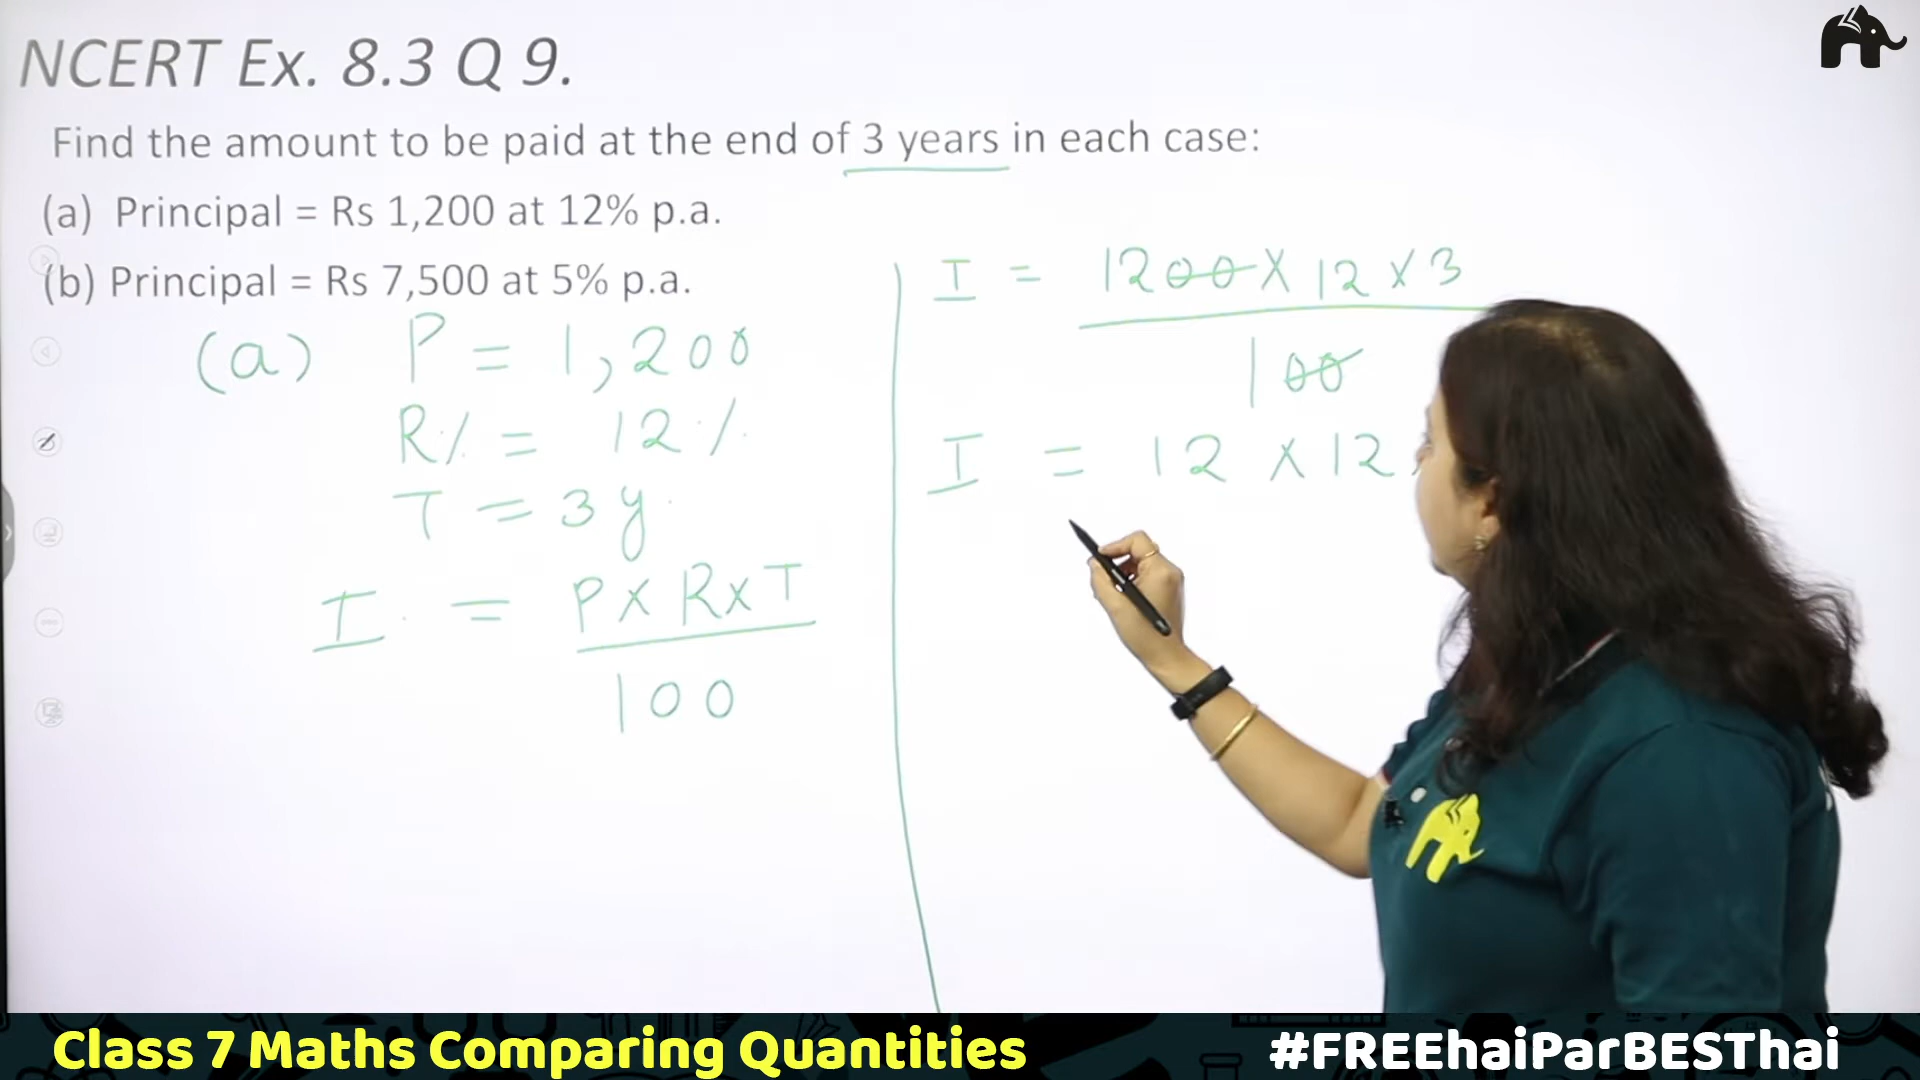 NCERT Ex. 8.3 Q 9.
Find the amount to be paid at the end of 3 years in each case:
(a) Principal = Rs 1,200 at 12% p.a.
(b) Principal = Rs 7,500 at 5% p.a.
(a) P = 1,200
R% = 12%
T = 3y
I = P x R x T
100
I = 1200 x 12 x 3
100
I = 12 x 12
Class 7 Maths Comparing Quantities
#FREEhaiParBESThai